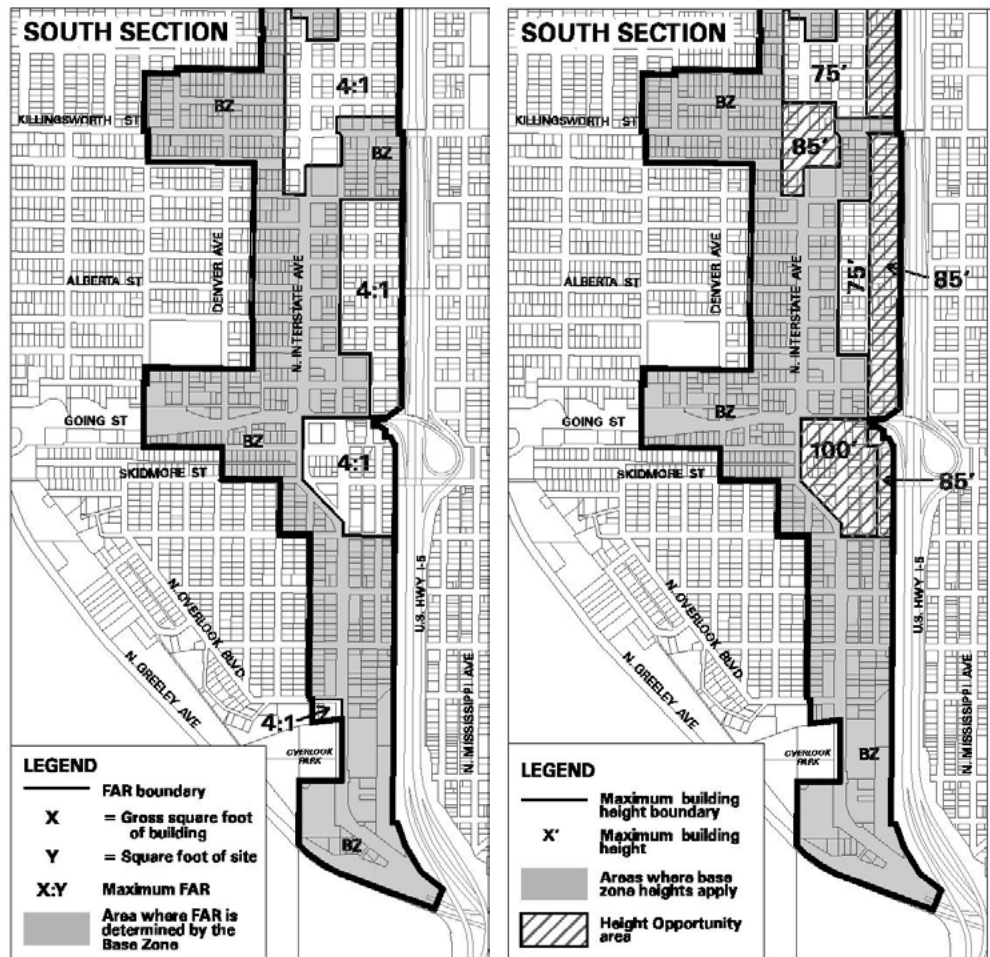 SOUTH SECTION
BZ
4:1
KILLINGSWORTH ST
BZ
DENVER AVE
N. INTERSTATE AVE
ALBERTA ST
4:1
GOING ST
BZ
4:1
SKIDMORE ST
N. OVERLOOK BLVD.
N. GREELEY AVE
U.S. HWY I-5
N. MISSISSIPPI AVE
4:1
OVERLOOK
PARK
BZ
LEGEND
FAR boundary
X = Gross square foot
of building
Y = Square foot of site
X:Y Maximum FAR
Area where FAR is
determined by the
Base Zone
SOUTH SECTION
BZ
75'
KILLINGSWORTH ST
85'
DENVER AVE
N. INTERSTATE AVE
ALBERTA ST
75'
85'
BZ
GOING ST
100'
SKIDMORE ST
85'
N. OVERLOOK BLVD.
N. GREELEY AVE
U.S. HWY I-5
N. MISSISSIPPI AVE
OVERLOOK
PARK
BZ
LEGEND
Maximum building
height boundary
X' Maximum building
height
Areas where base
zone heights apply
Height Opportunity
area